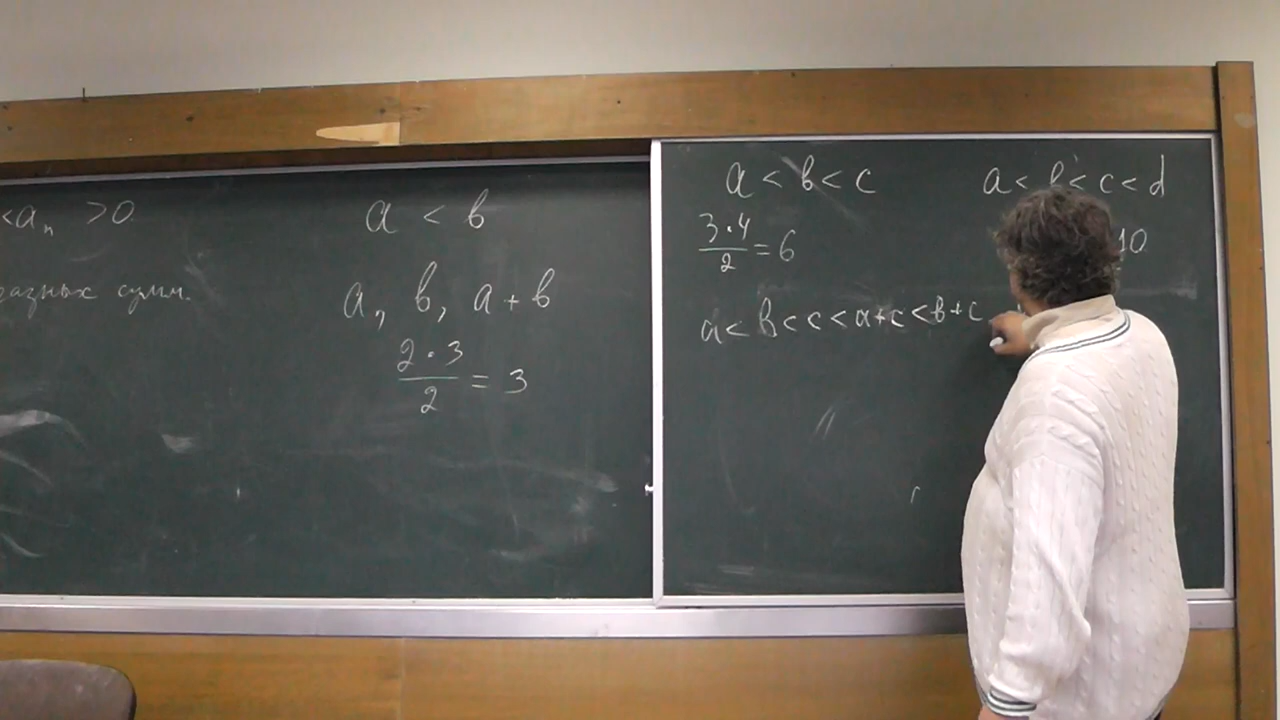 <aₙ >0
разных сумм.
a < b
a, b, a+b
2·3/2 = 3
a < b < c
3·4/2 = 6
a < b < c < a+c < b+c
a < b < c < d
10